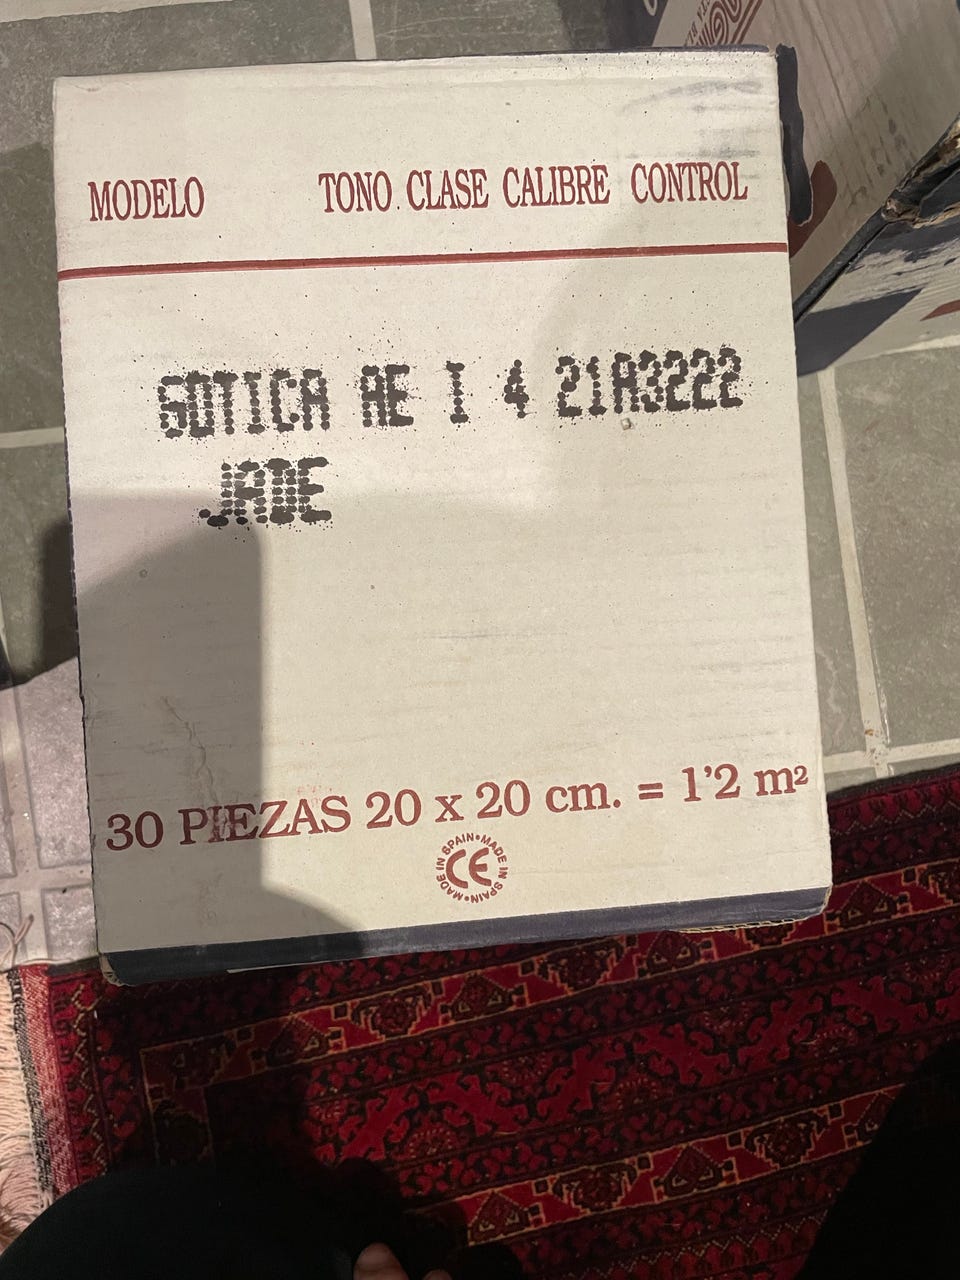 MODELO TONO CLASE CALIBRE CONTROL
GOTICA AE I 4 21A3222
JADE
30 PIEZAS 20 x 20 cm. = 1'2 m²
CE
MADE IN SPAIN • MADE IN SPAIN •